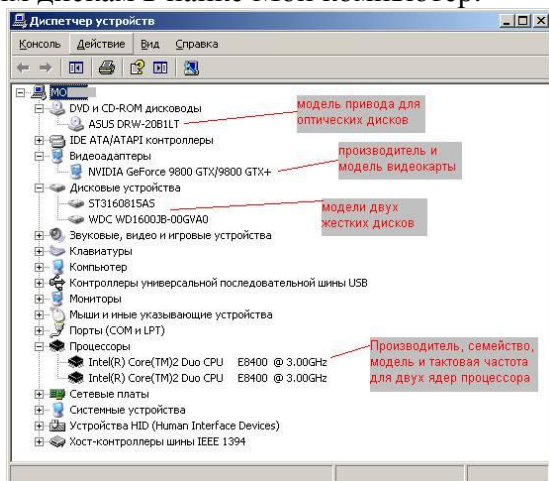 им дискам в папке Мой компьютер.
Диспетчер устройств
Консоль Действие Вид Справка
МО
DVD и CD-ROM дисководы
ASUS DRW-20B1LT
модель привода для
оптических дисков
IDE ATA/ATAPI контроллеры
Видеоадаптеры
NVIDIA GeForce 9800 GTX/9800 GTX+
производитель и
модель видеокарты
Дисковые устройства
ST3160815AS
WDC WD1600JB-00GVA0
модели двух
жестких дисков
Звуковые, видео и игровые устройства
Клавиатуры
Компьютер
Контроллеры универсальной последовательной шины USB
Мониторы
Мыши и иные указывающие устройства
Порты (COM и LPT)
Процессоры
Intel(R) Core(TM)2 Duo CPU E8400 @ 3.00GHz
Intel(R) Core(TM)2 Duo CPU E8400 @ 3.00GHz
Производитель, семейство,
модель и тактовая частота
для двух ядер процессора
Сетевые платы
Системные устройства
Устройства HID (Human Interface Devices)
Хост-контроллеры шины IEEE 1394